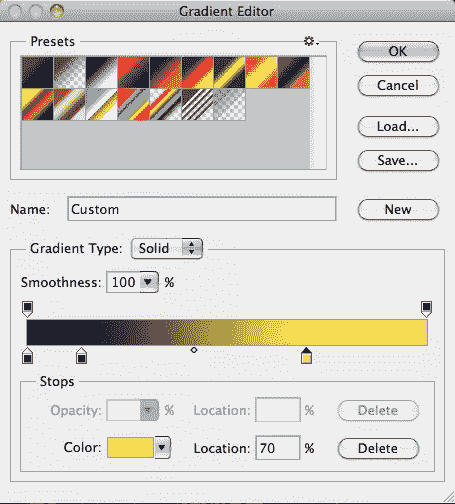 Gradient Editor
Presets
OK
Cancel
Load...
Save...
Name: Custom
New
Gradient Type: Solid
Smoothness: 100 %
Stops
Opacity: % Location: % Delete
Color: Location: 70 % Delete